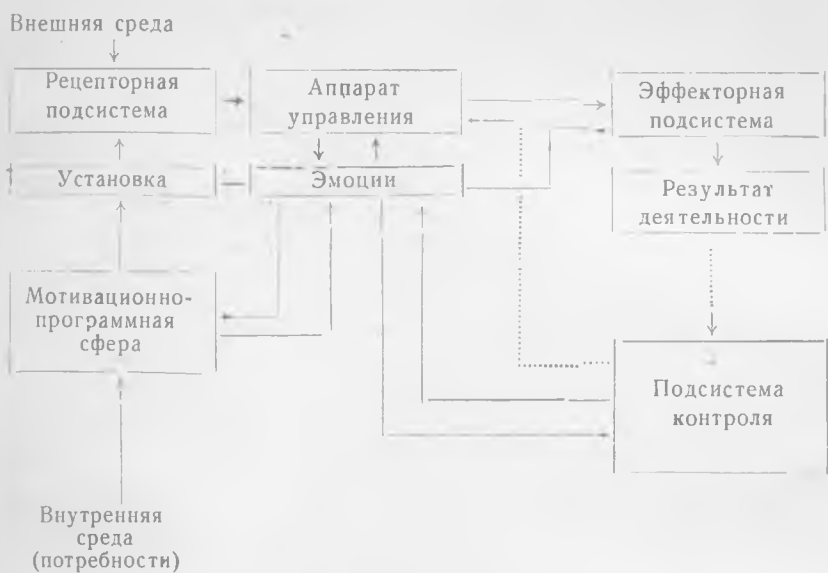 Внешняя среда
Рецепторная
подсистема
Аппарат
управления
Эффекторная
подсистема
Установка
Эмоции
Результат
деятельности
Мотивационно-
программная
сфера
Подсистема
контроля
Внутренняя
среда
(потребности)